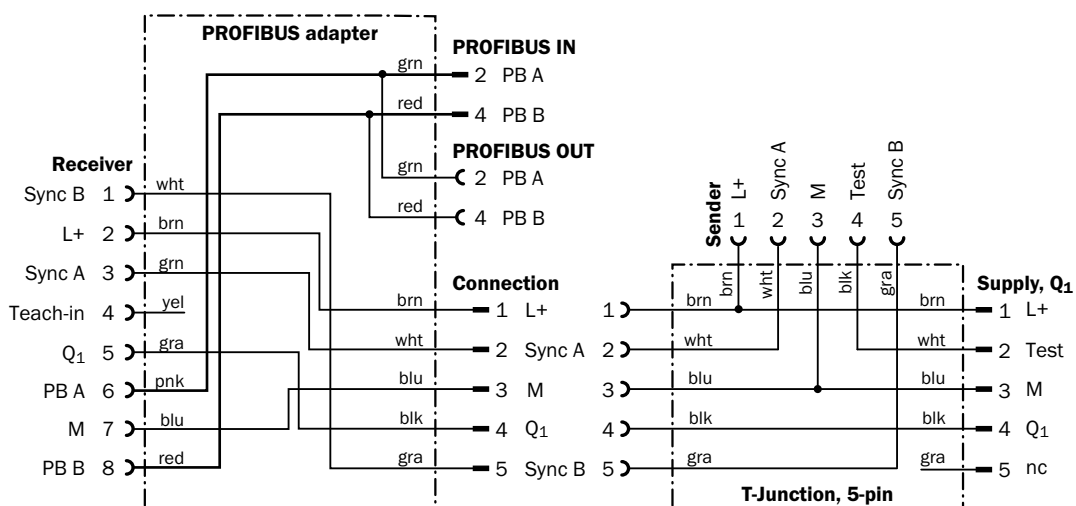 PROFIBUS adapter
PROFIBUS IN
grn 2 PB A
red 4 PB B
PROFIBUS OUT
grn 2 PB A
red 4 PB B
Receiver
Sync B 1 wht
L+ 2 brn
Sync A 3 grn
Teach-in 4 yel
Q1 5 gra
PB A 6 pnk
M 7 blu
PB B 8 red
Connection
brn 1 L+
wht 2 Sync A
blu 3 M
blk 4 Q1
gra 5 Sync B
Sender
L+ 1 brn
Sync A 2 wht
M 3 blu
Test 4 blk
Sync B 5 gra
1 brn
2 wht
3 blu
4 blk
5 gra
Supply, Q1
brn 1 L+
wht 2 Test
blu 3 M
blk 4 Q1
gra 5 nc
T-Junction, 5-pin